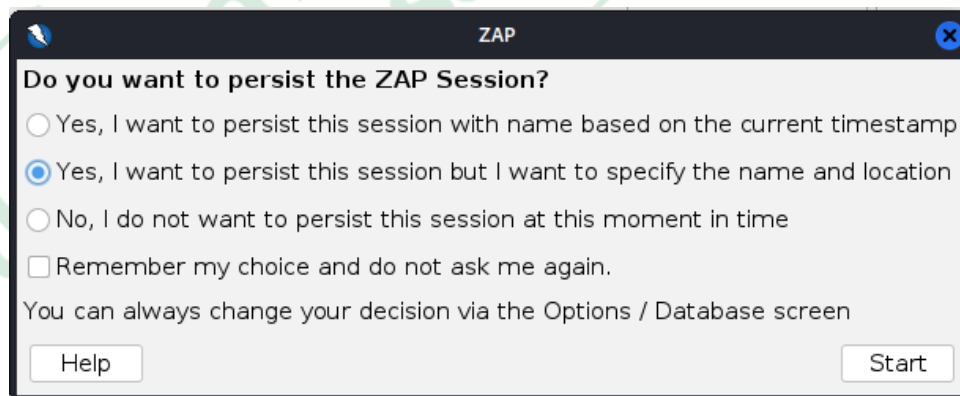 ZAP
Do you want to persist the ZAP Session?
Yes, I want to persist this session with name based on the current timestamp
Yes, I want to persist this session but I want to specify the name and location
No, I do not want to persist this session at this moment in time
Remember my choice and do not ask me again.
You can always change your decision via the Options / Database screen
Help
Start